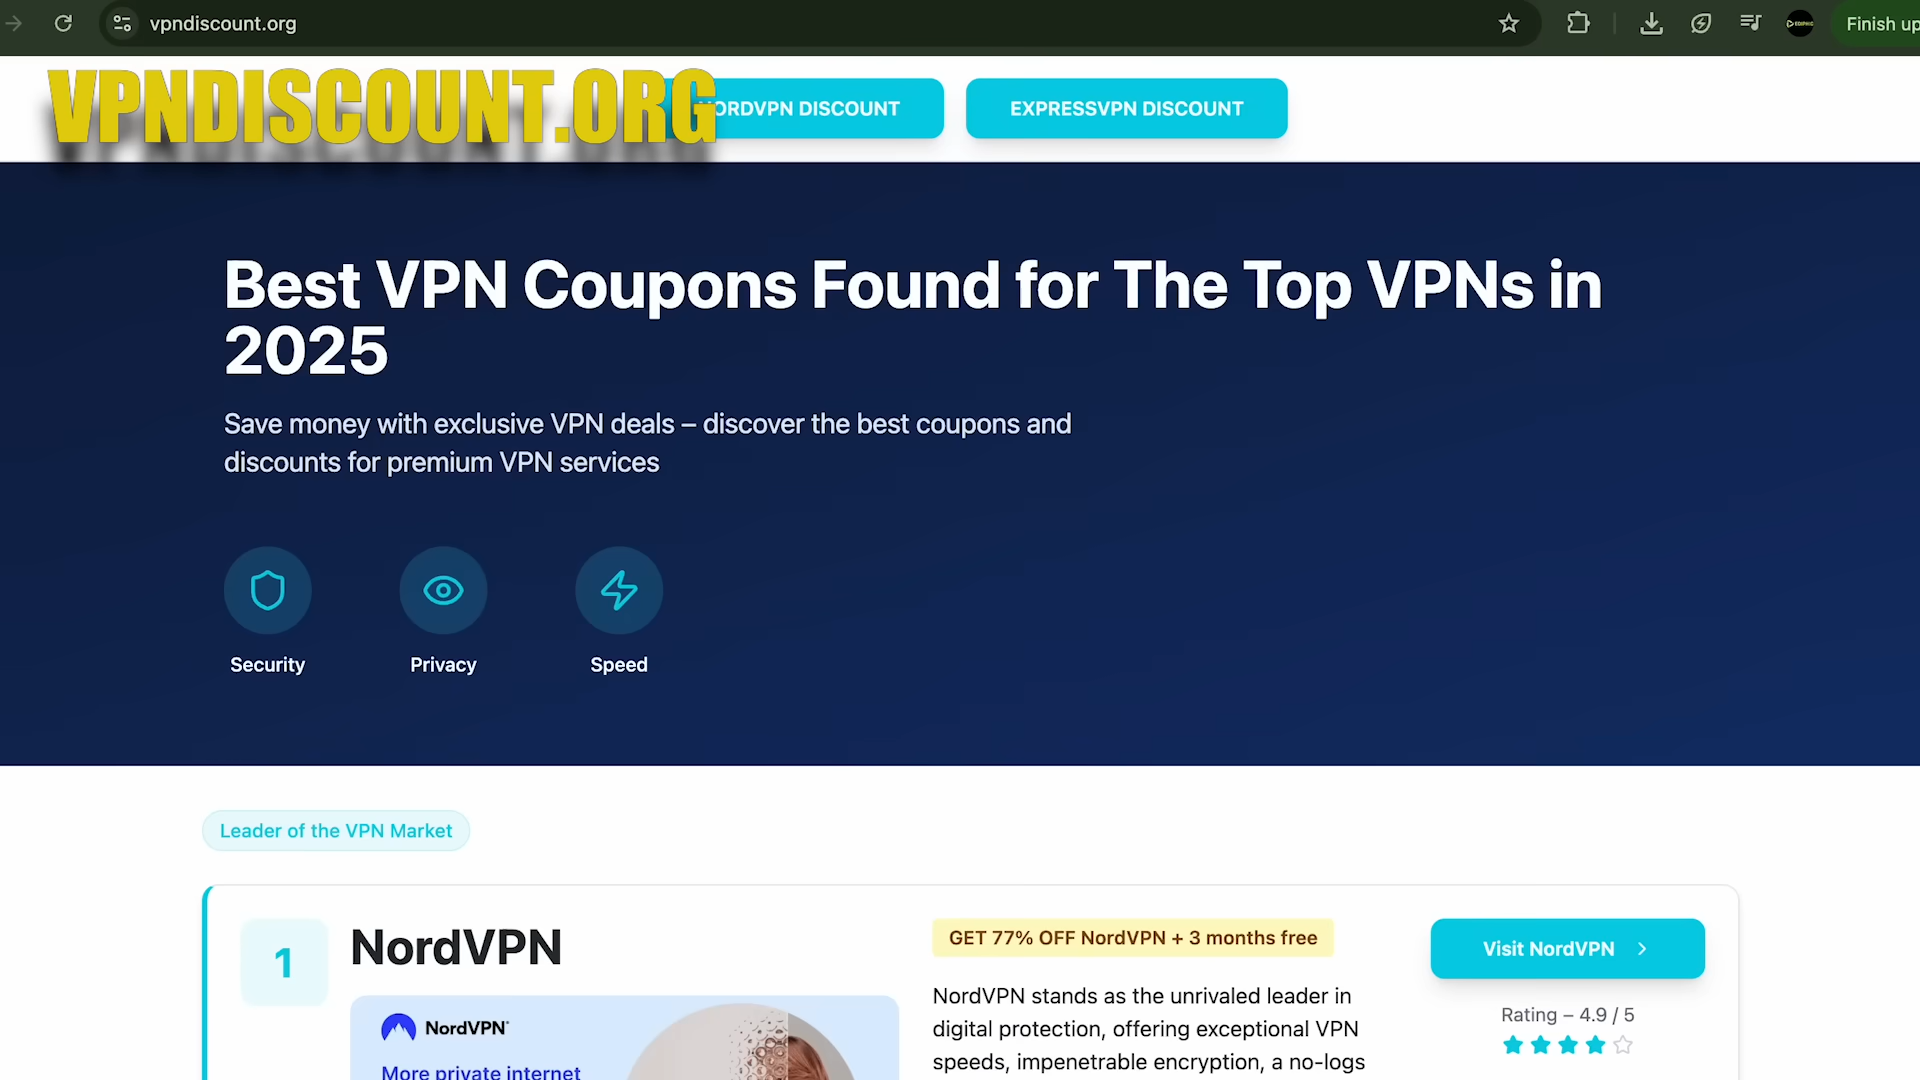 vpndiscount.org
Finish up
VPNDISCOUNT.ORG
NORDVPN DISCOUNT
EXPRESSVPN DISCOUNT
Best VPN Coupons Found for The Top VPNs in
2025
Save money with exclusive VPN deals – discover the best coupons and
discounts for premium VPN services
Security
Privacy
Speed
Leader of the VPN Market
1
NordVPN
NordVPN®
More private internet
GET 77% OFF NordVPN + 3 months free
NordVPN stands as the unrivaled leader in
digital protection, offering exceptional VPN
speeds, impenetrable encryption, a no-logs
Visit NordVPN
Rating – 4.9 / 5